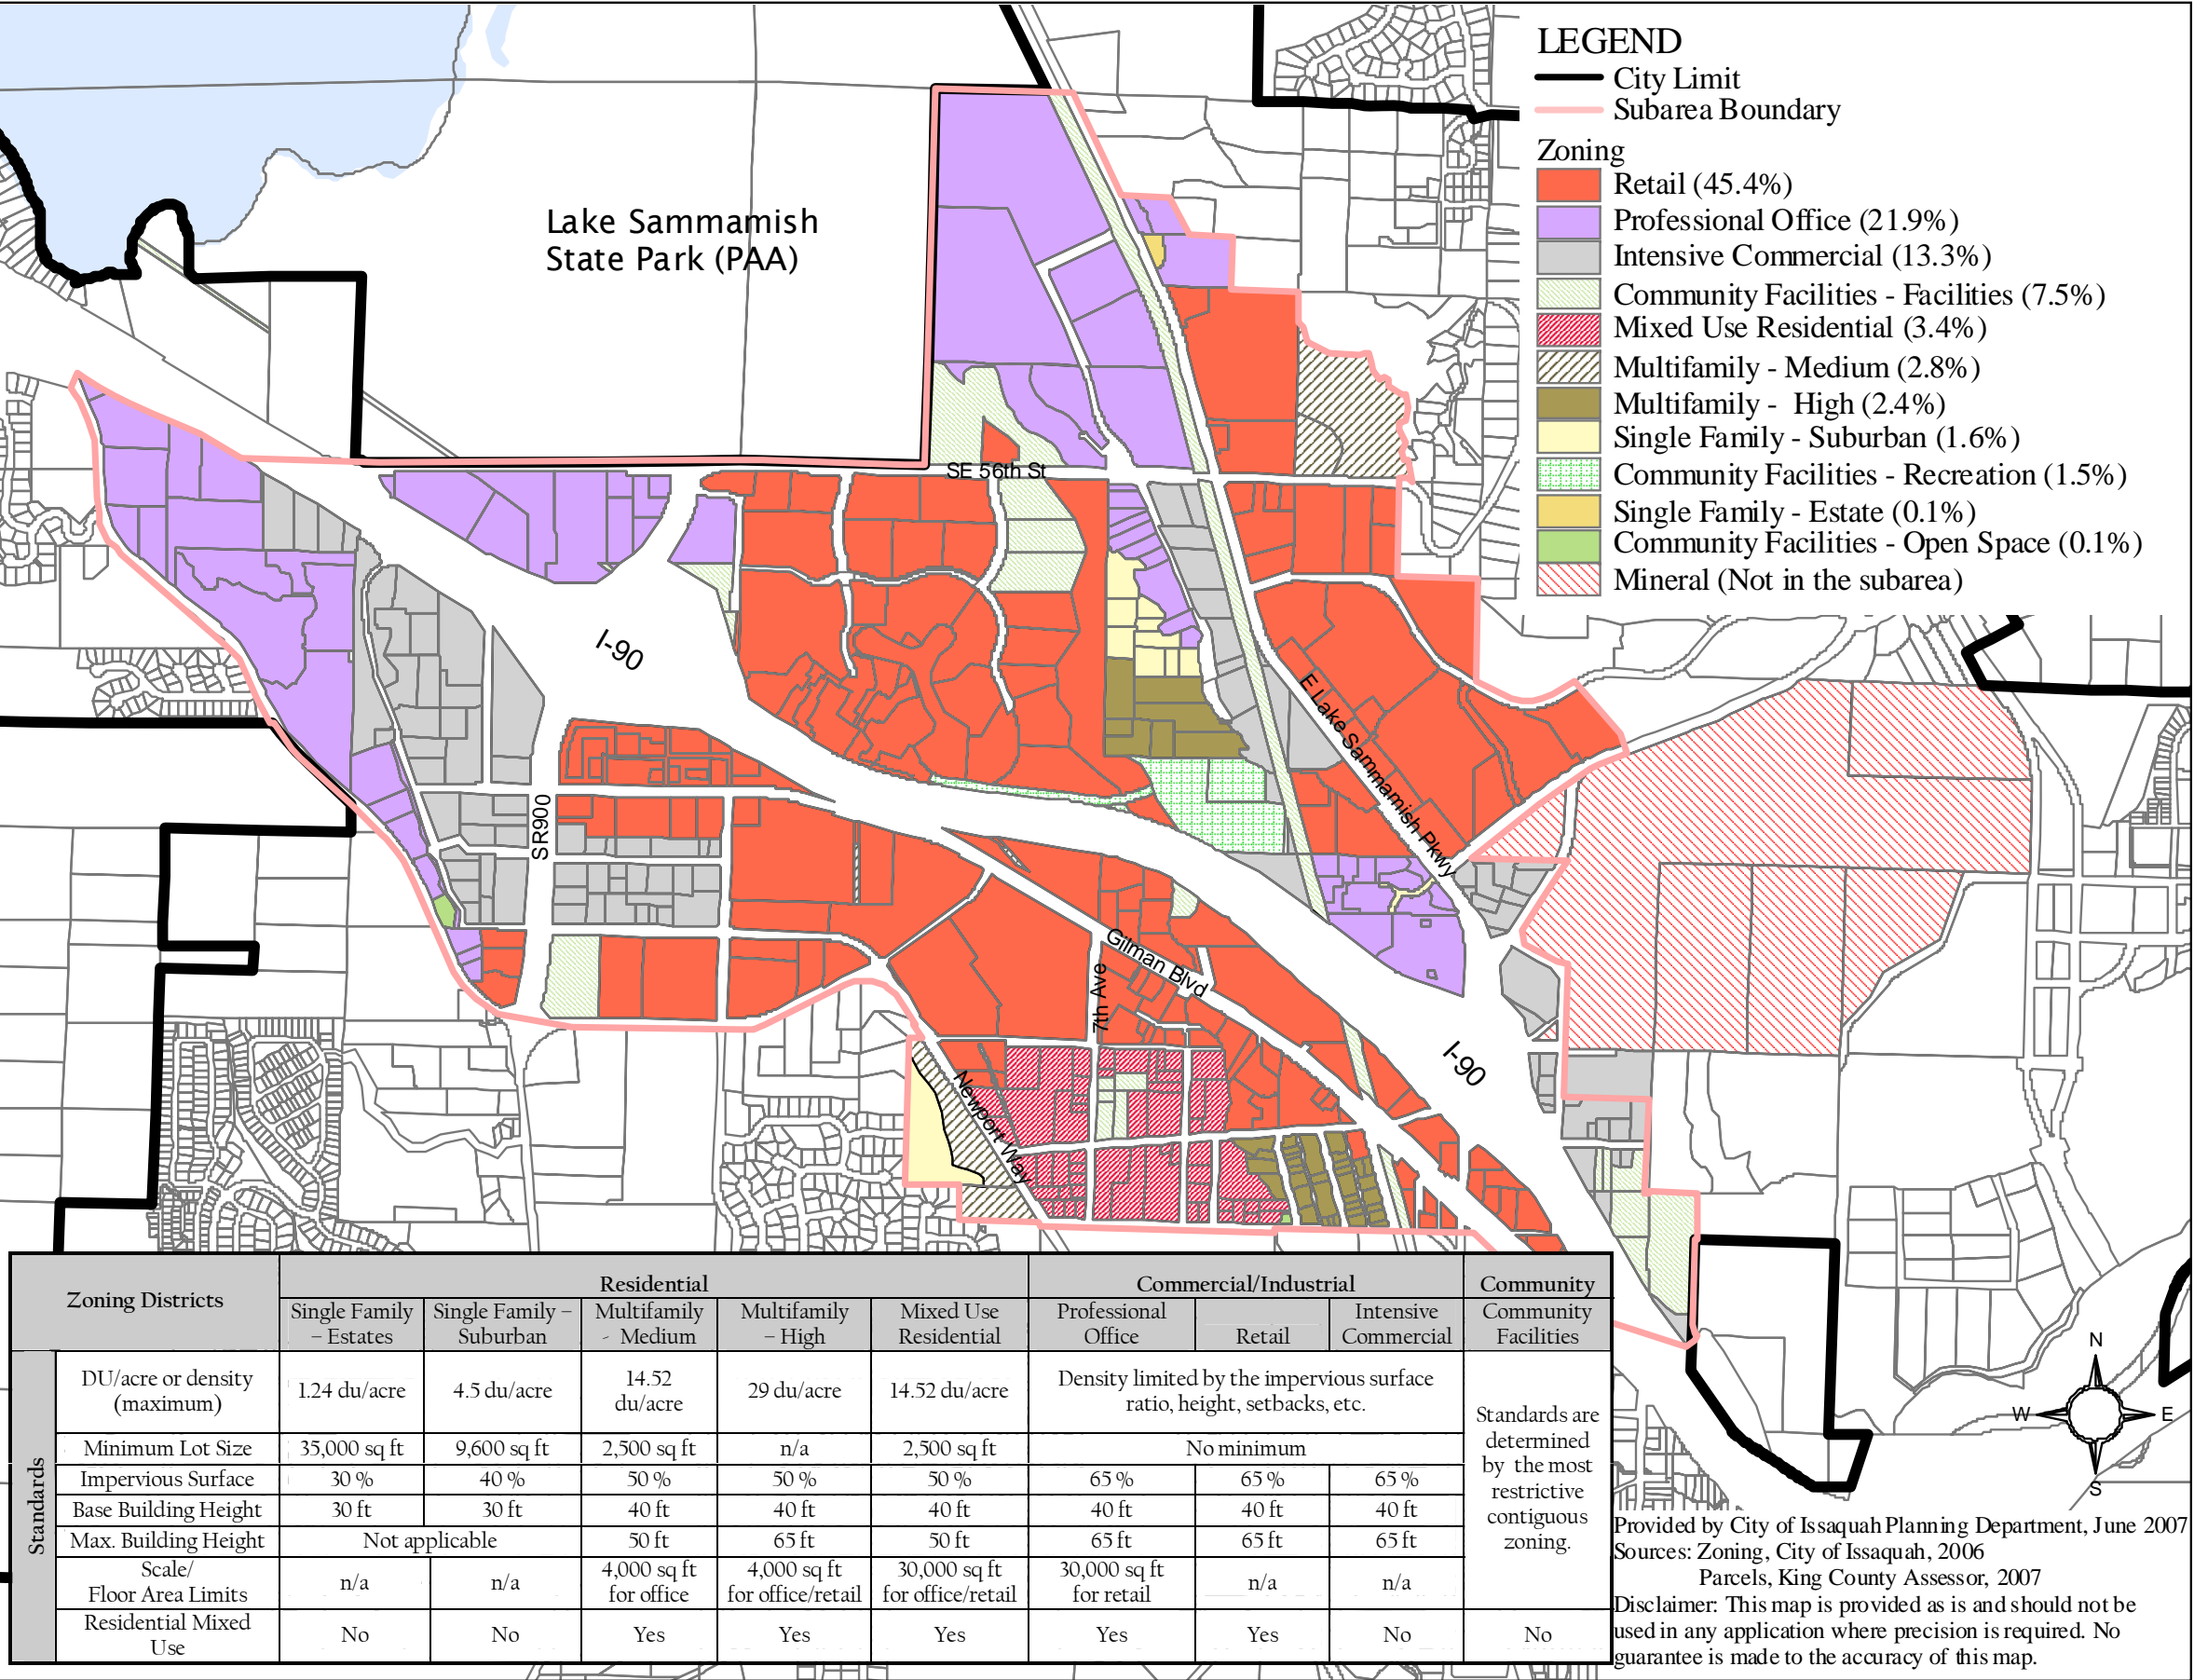 LEGEND
City Limit
Subarea Boundary
Zoning
Retail (45.4%)
Professional Office (21.9%)
Intensive Commercial (13.3%)
Community Facilities - Facilities (7.5%)
Mixed Use Residential (3.4%)
Multifamily - Medium (2.8%)
Multifamily - High (2.4%)
Single Family - Suburban (1.6%)
Community Facilities - Recreation (1.5%)
Single Family - Estate (0.1%)
Community Facilities - Open Space (0.1%)
Mineral (Not in the subarea)
Lake Sammamish
State Park (PAA)
SE 56th St
I-90
E Lake Sammamish Pkwy
SR900
Gilman Blvd
7th Ave
I-90
Newport Way
Zoning Districts
Residential
Commercial/Industrial
Community
Single Family
– Estates
Single Family –
Suburban
Multifamily
- Medium
Multifamily
– High
Mixed Use
Residential
Professional
Office
Retail
Intensive
Commercial
Community
Facilities
Standards
DU/acre or density
(maximum)
1.24 du/acre
4.5 du/acre
14.52
du/acre
29 du/acre
14.52 du/acre
Density limited by the impervious surface
ratio, height, setbacks, etc.
Standards are
determined
by the most
restrictive
contiguous
zoning.
Minimum Lot Size
35,000 sq ft
9,600 sq ft
2,500 sq ft
n/a
2,500 sq ft
No minimum
Impervious Surface
30 %
40 %
50 %
50 %
50 %
65 %
65 %
65 %
Base Building Height
30 ft
30 ft
40 ft
40 ft
40 ft
40 ft
40 ft
40 ft
Max. Building Height
Not applicable
50 ft
65 ft
50 ft
65 ft
65 ft
65 ft
Scale/
Floor Area Limits
n/a
n/a
4,000 sq ft
for office
4,000 sq ft
for office/retail
30,000 sq ft
for office/retail
30,000 sq ft
for retail
n/a
n/a
Residential Mixed
Use
No
No
Yes
Yes
Yes
Yes
Yes
No
No
N
W
E
S
Provided by City of Issaquah Planning Department, June 2007
Sources: Zoning, City of Issaquah, 2006
Parcels, King County Assessor, 2007
Disclaimer: This map is provided as is and should not be
used in any application where precision is required. No
guarantee is made to the accuracy of this map.